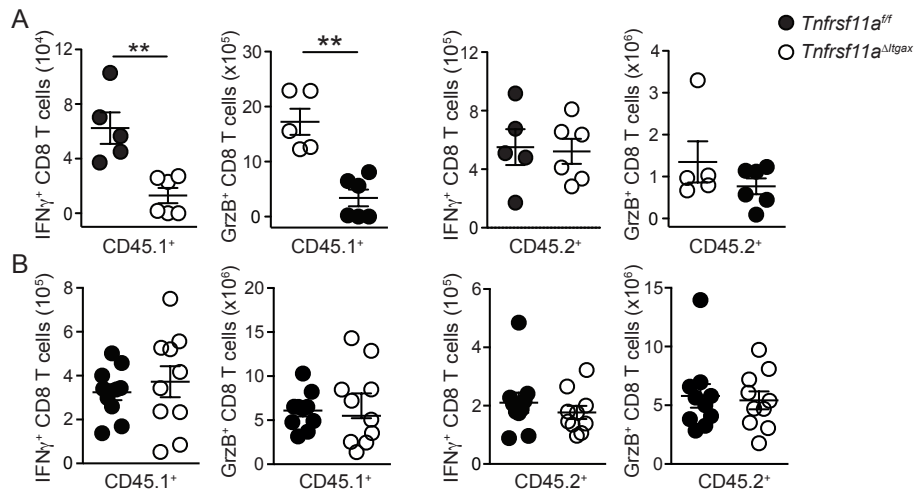 A
Tnfrsf11a^f/f
Tnfrsf11a^ΔItgax
IFNγ⁺ CD8 T cells (10⁴)
12
8
4
0
**
CD45.1⁺
GrzB⁺ CD8 T cells (x10⁵)
30
20
10
0
**
CD45.1⁺
IFNγ⁺ CD8 T cells (10⁵)
12
8
4
0
CD45.2⁺
GrzB⁺ CD8 T cells (x10⁶)
4
3
2
1
0
CD45.2⁺
B
IFNγ⁺ CD8 T cells (10⁵)
8
6
4
2
0
CD45.1⁺
GrzB⁺ CD8 T cells (x10⁶)
20
15
10
5
0
CD45.1⁺
IFNγ⁺ CD8 T cells (10⁵)
6
4
2
0
CD45.2⁺
GrzB⁺ CD8 T cells (x10⁶)
15
10
5
0
CD45.2⁺